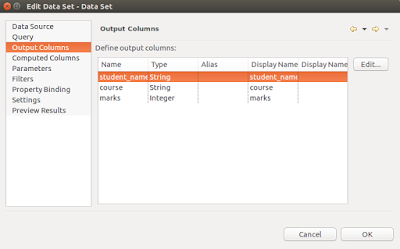 Edit Data Set - Data Set
Data Source
Query
Output Columns
Computed Columns
Parameters
Filters
Property Binding
Settings
Preview Results
Output Columns
Define output columns:
Name Type Alias Display Name Display Name
student_name String student_name
course String course
marks Integer marks
Edit...
Cancel OK